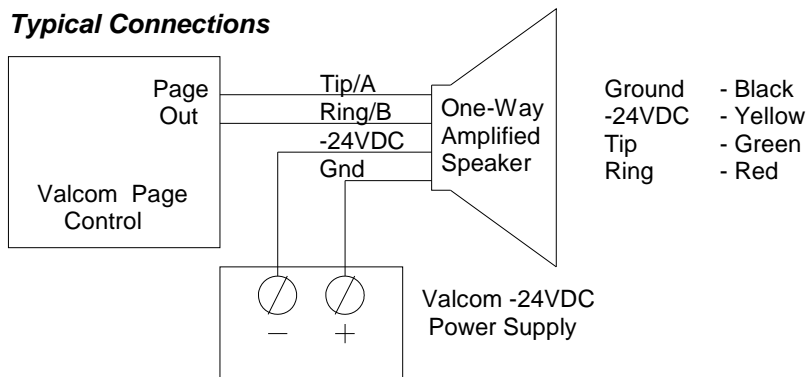 Typical Connections
Page
Out
Valcom Page
Control
Tip/A
Ring/B
-24VDC
Gnd
One-Way
Amplified
Speaker
Ground - Black
-24VDC - Yellow
Tip - Green
Ring - Red
Valcom -24VDC
Power Supply
— +